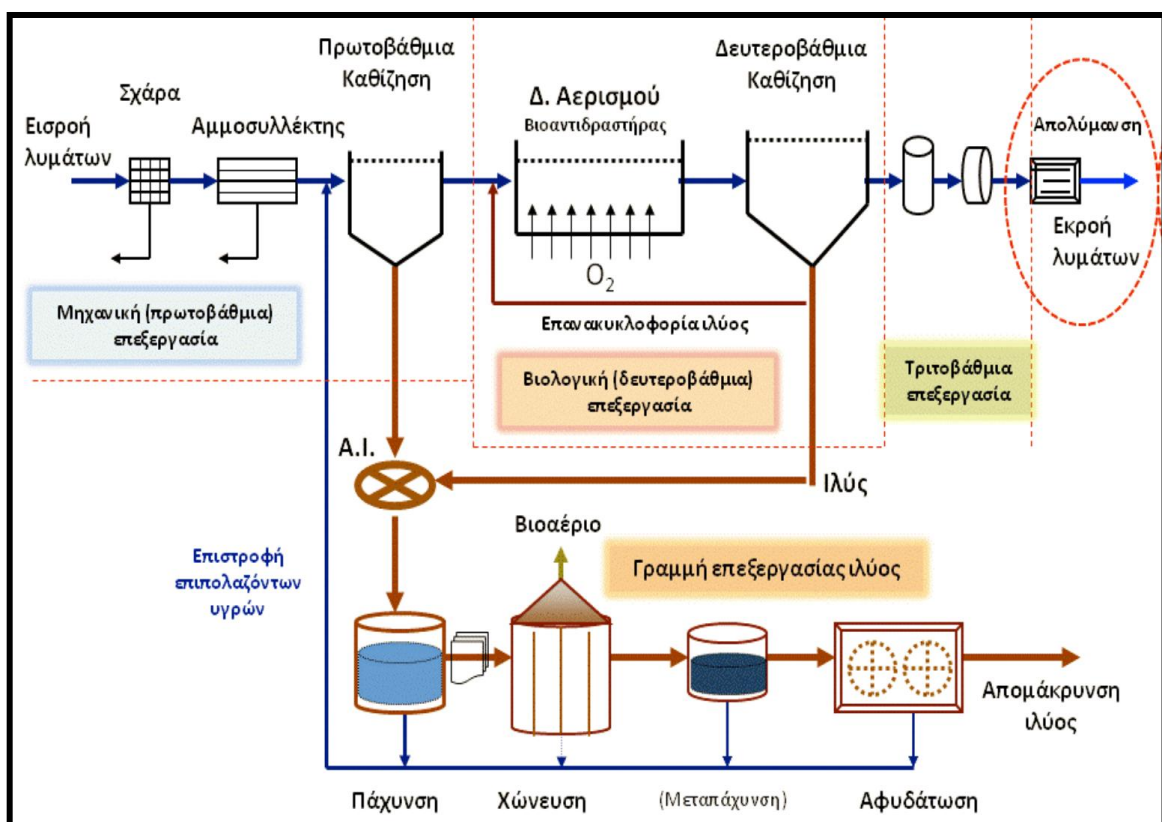 Πρωτοβάθμια
Καθίζηση
Δευτεροβάθμια
Καθίζηση
Σχάρα
Δ. Αερισμού
Βιοαντιδραστήρας
Εισροή
λυμάτων
Αμμοσυλλέκτης
Απολύμανση
Εκροή
λυμάτων
O2
Μηχανική (πρωτοβάθμια)
επεξεργασία
Επανακυκλοφορία ιλύος
Βιολογική (δευτεροβάθμια)
επεξεργασία
Τριτοβάθμια
επεξεργασία
Α.Ι.
Ιλύς
Βιοαέριο
Επιστροφή
επιπολαζόντων
υγρών
Γραμμή επεξεργασίας ιλύος
Απομάκρυνση
ιλύος
Πάχυνση
Χώνευση
(Μεταπάχυνση)
Αφυδάτωση